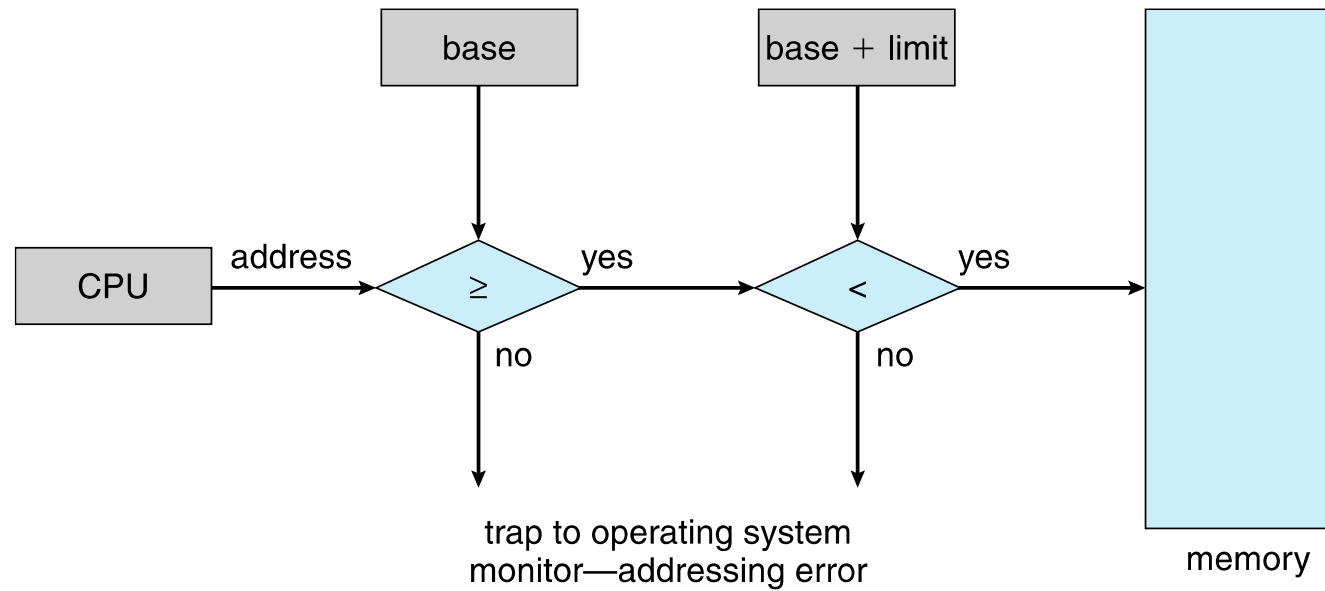 base
base + limit
CPU
address
≥
yes
<
yes
no
no
trap to operating system
monitor—addressing error
memory